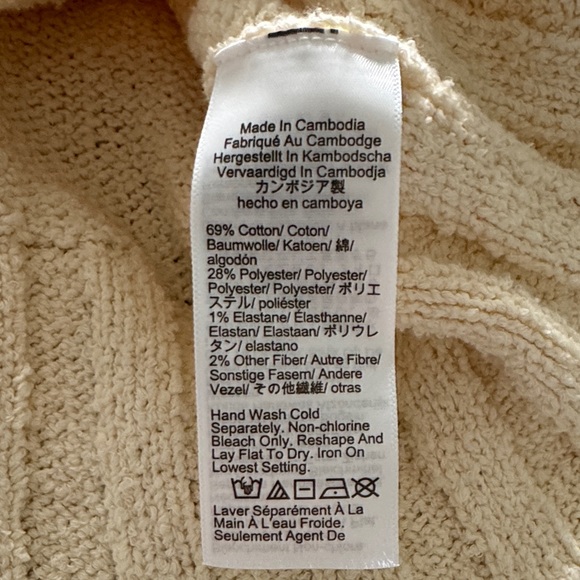 Made In Cambodia
Fabriqué Au Cambodge
Hergestellt In Kambodscha
Vervaardigd In Cambodja
カンボジア製
hecho en camboya
69% Cotton/ Coton/
Baumwolle/ Katoen/ 綿/
algodón
28% Polyester/ Polyester/
Polyester/ Polyester/ ポリエ
ステル/ poliéster
1% Elastane/ Élasthanne/
Elastan/ Elastaan/ ポリウレ
タン/ elastano
2% Other Fiber/ Autre Fibre/
Sonstige Fasern/ Andere
Vezel/ その他繊維/ otras
Hand Wash Cold
Separately. Non-chlorine
Bleach Only. Reshape And
Lay Flat To Dry. Iron On
Lowest Setting.
Laver Séparément À La
Main À L'eau Froide.
Seulement Agent De